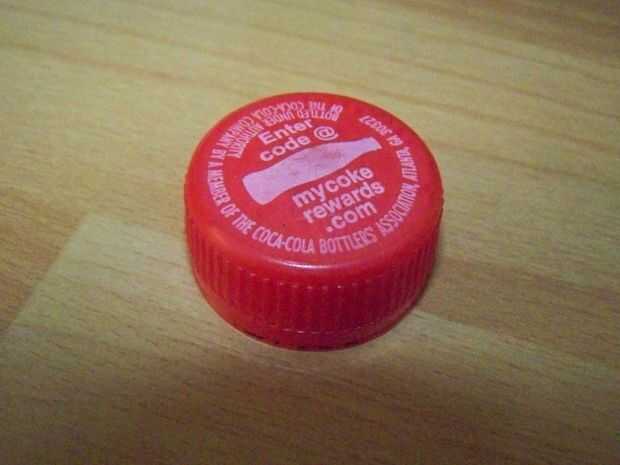 Enter
code @
mycoke
rewards
.com
BOTTLED UNDER AUTHORITY
OF THE COCA-COLA
COMPANY BY A MEMBER OF THE COCA-COLA BOTTLERS' ASSOCIATION, ATLANTA, GA 30327